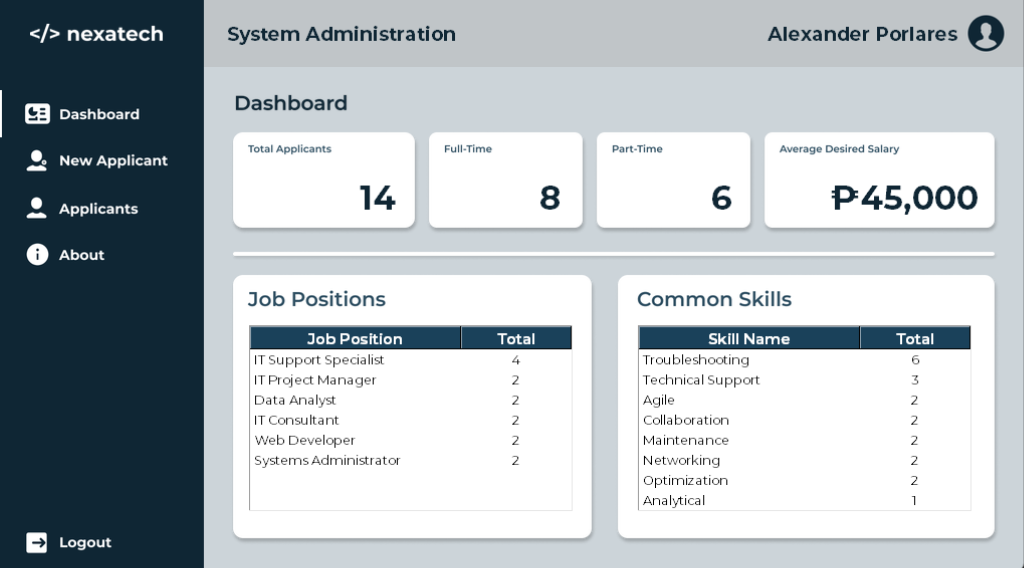 </> nexatech
System Administration
Alexander Porlares
Dashboard
New Applicant
Applicants
About
Logout
Dashboard
Total Applicants
14
Full-Time
8
Part-Time
6
Average Desired Salary
₱45,000
Job Positions
Job Position Total
IT Support Specialist 4
IT Project Manager 2
Data Analyst 2
IT Consultant 2
Web Developer 2
Systems Administrator 2
Common Skills
Skill Name Total
Troubleshooting 6
Technical Support 3
Agile 2
Collaboration 2
Maintenance 2
Networking 2
Optimization 2
Analytical 1